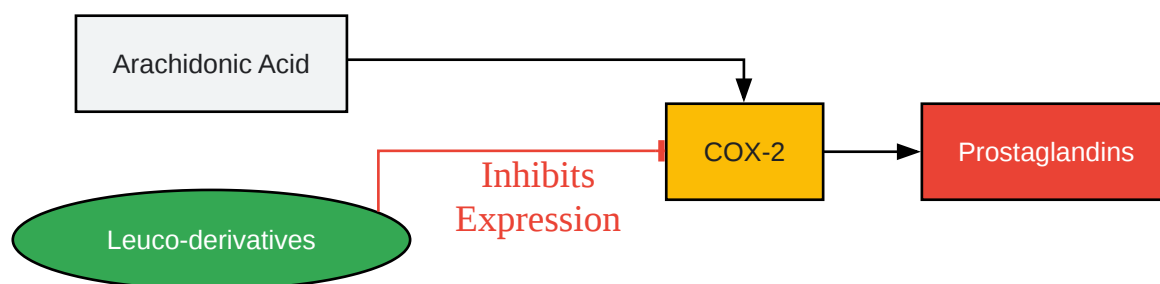 Arachidonic Acid
COX-2
Prostaglandins
Inhibits
Expression
Leuco-derivatives